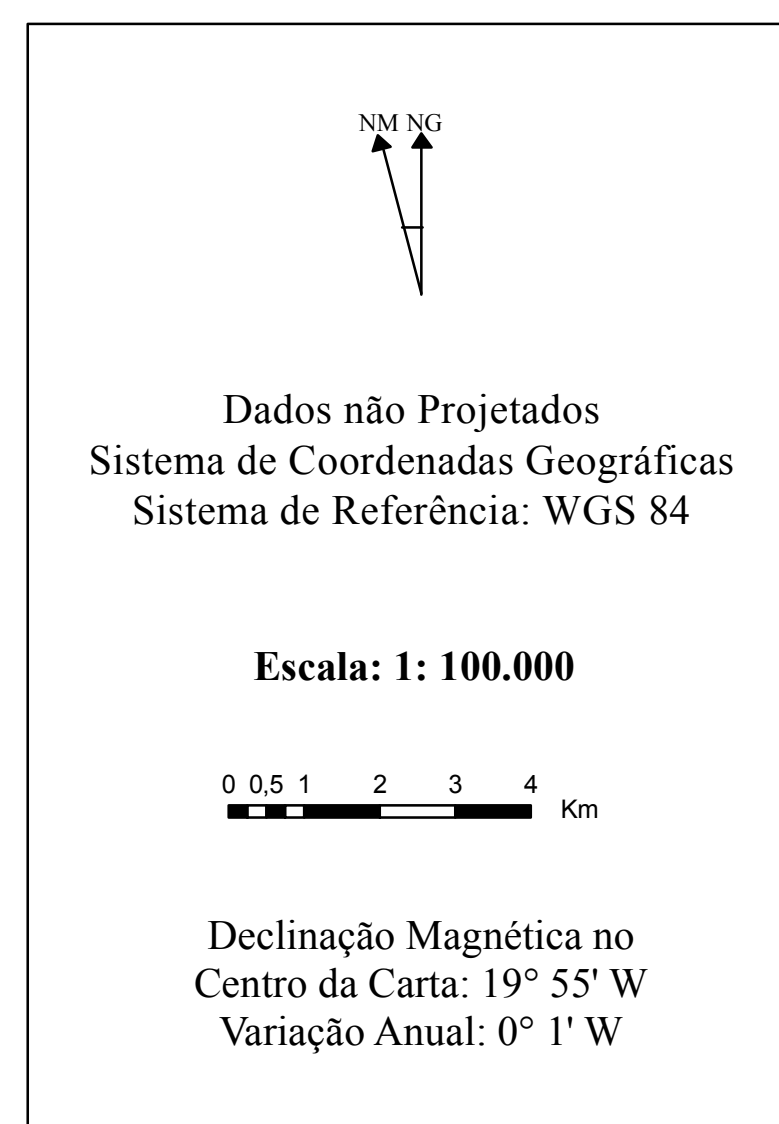 NM NG
Dados não Projetados
Sistema de Coordenadas Geográficas
Sistema de Referência: WGS 84
Escala: 1: 100.000
0 0,5 1 2 3 4
Km
Declinação Magnética no
Centro da Carta: 19° 55' W
Variação Anual: 0° 1' W